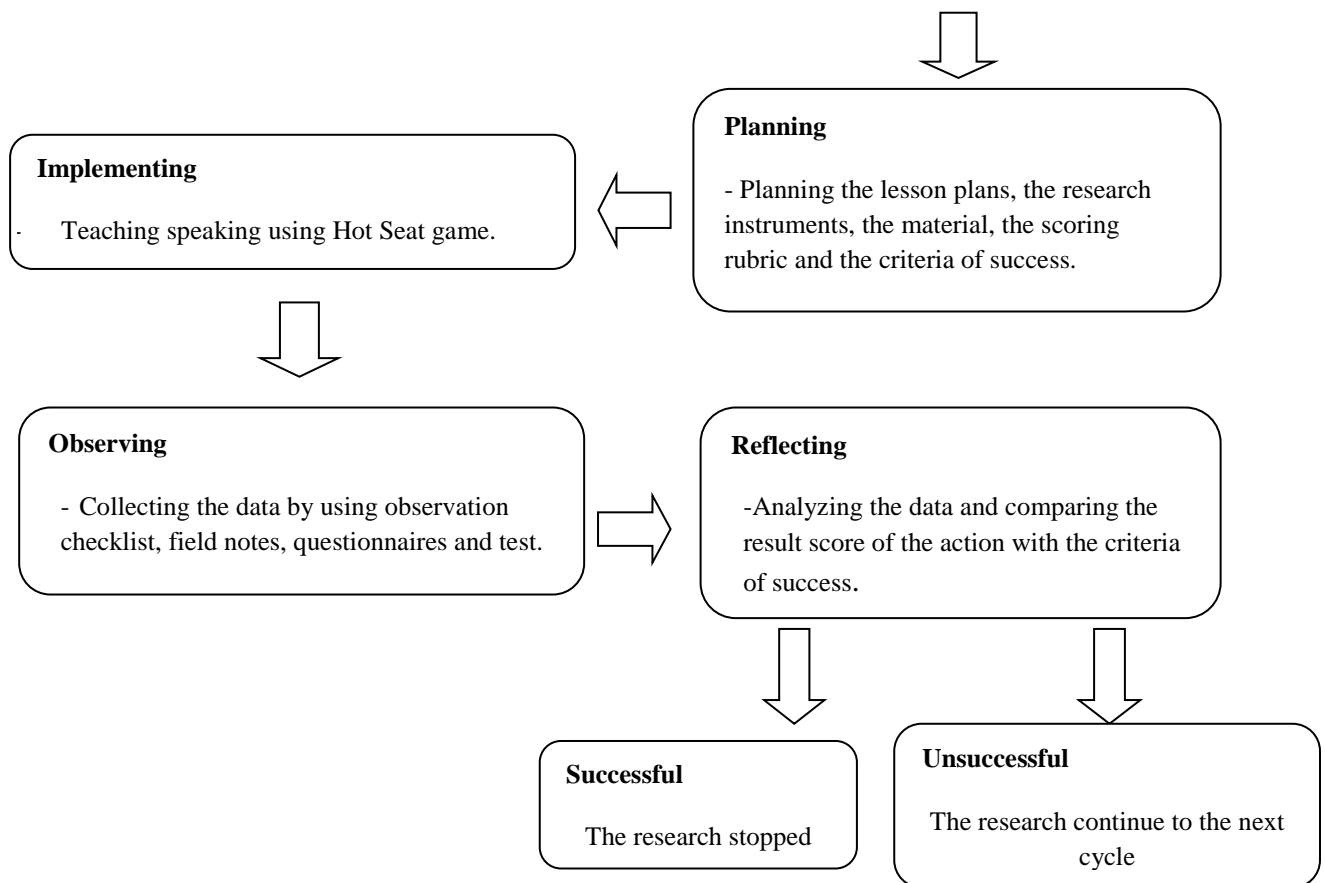 Planning
- Planning the lesson plans, the research
instruments, the material, the scoring
rubric and the criteria of success.
Implementing
- Teaching speaking using Hot Seat game.
Observing
- Collecting the data by using observation
checklist, field notes, questionnaires and test.
Reflecting
-Analyzing the data and comparing the
result score of the action with the criteria
of success.
Successful
The research stopped
Unsuccessful
The research continue to the next
cycle